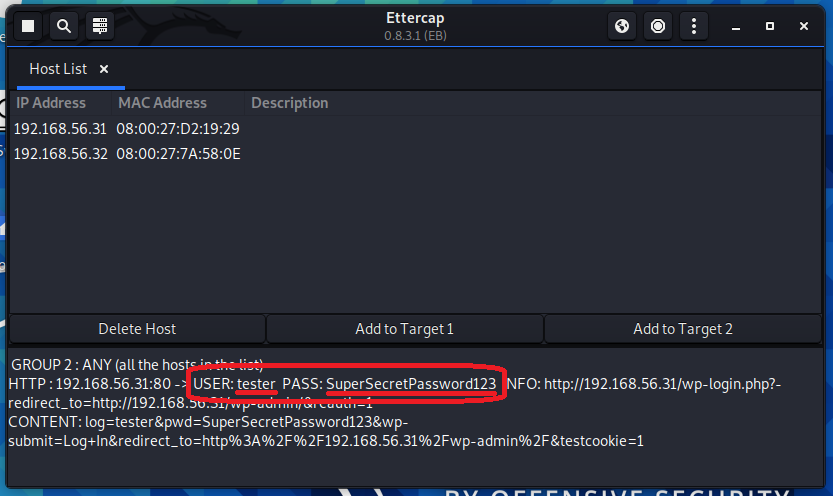 Ettercap
0.8.3.1 (EB)
Host List
IP Address MAC Address Description
192.168.56.31 08:00:27:D2:19:29
192.168.56.32 08:00:27:7A:58:0E
Delete Host Add to Target 1 Add to Target 2
GROUP 2 : ANY (all the hosts in the list)
HTTP : 192.168.56.31:80 -> USER: tester PASS: SuperSecretPassword123 INFO: http://192.168.56.31/wp-login.php?-
redirect_to=http://192.168.56.31/wp-admin/&reauth=1
CONTENT: log=tester&pwd=SuperSecretPassword123&wp-
submit=Log+In&redirect_to=http%3A%2F%2F192.168.56.31%2Fwp-admin%2F&testcookie=1
BY OFFENSIVE SECURITY